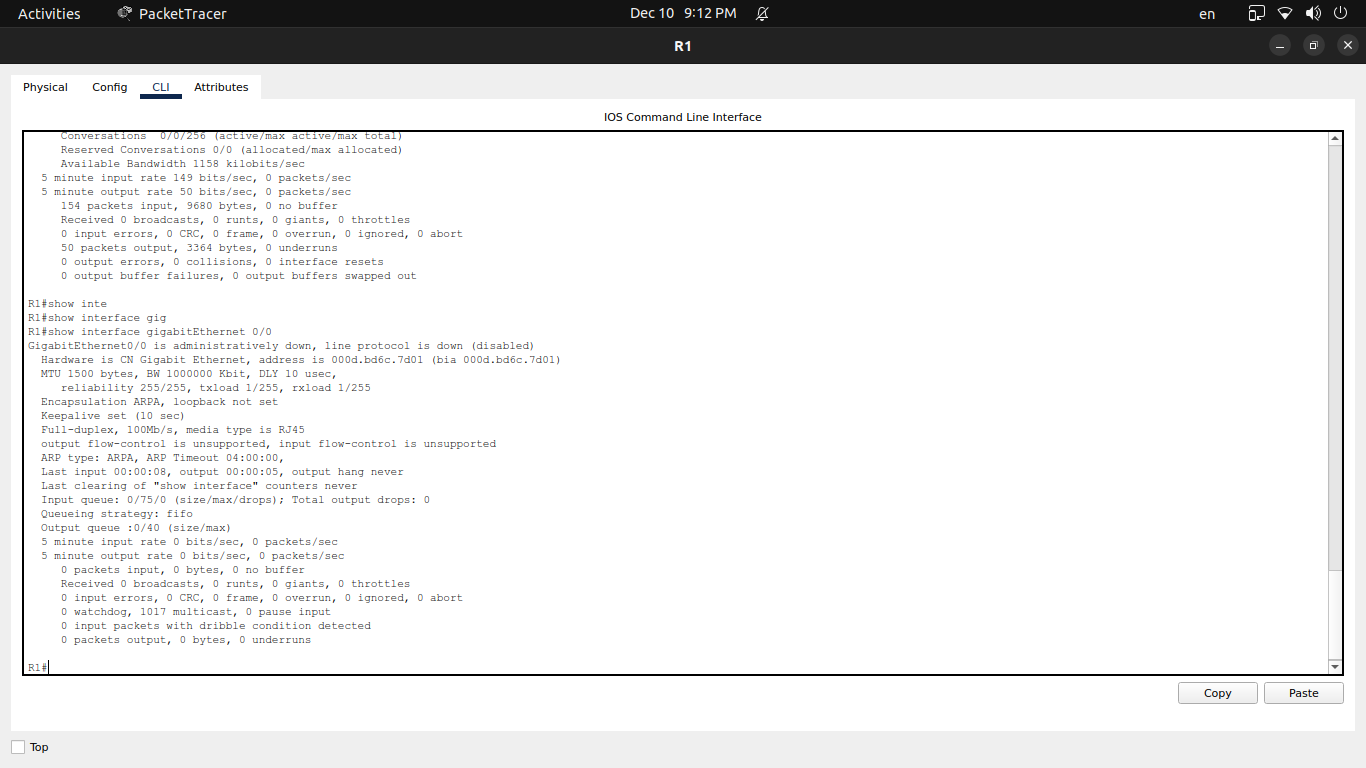 Activities PacketTracer Dec 10 9:12 PM en
R1
Physical Config CLI Attributes
IOS Command Line Interface
Conversations 0/0/256 (active/max active/max total)
Reserved Conversations 0/0 (allocated/max allocated)
Available Bandwidth 1158 kilobits/sec
5 minute input rate 149 bits/sec, 0 packets/sec
5 minute output rate 50 bits/sec, 0 packets/sec
154 packets input, 9680 bytes, 0 no buffer
Received 0 broadcasts, 0 runts, 0 giants, 0 throttles
0 input errors, 0 CRC, 0 frame, 0 overrun, 0 ignored, 0 abort
50 packets output, 3364 bytes, 0 underruns
0 output errors, 0 collisions, 0 interface resets
0 output buffer failures, 0 output buffers swapped out
R1#show inte
R1#show interface gig
R1#show interface gigabitEthernet 0/0
GigabitEthernet0/0 is administratively down, line protocol is down (disabled)
Hardware is CN Gigabit Ethernet, address is 000d.bd6c.7d01 (bia 000d.bd6c.7d01)
MTU 1500 bytes, BW 1000000 Kbit, DLY 10 usec,
reliability 255/255, txload 1/255, rxload 1/255
Encapsulation ARPA, loopback not set
Keepalive set (10 sec)
Full-duplex, 100Mb/s, media type is RJ45
output flow-control is unsupported, input flow-control is unsupported
ARP type: ARPA, ARP Timeout 04:00:00,
Last input 00:00:08, output 00:00:05, output hang never
Last clearing of "show interface" counters never
Input queue: 0/75/0 (size/max/drops); Total output drops: 0
Queueing strategy: fifo
Output queue :0/40 (size/max)
5 minute input rate 0 bits/sec, 0 packets/sec
5 minute output rate 0 bits/sec, 0 packets/sec
0 packets input, 0 bytes, 0 no buffer
Received 0 broadcasts, 0 runts, 0 giants, 0 throttles
0 input errors, 0 CRC, 0 frame, 0 overrun, 0 ignored, 0 abort
0 watchdog, 1017 multicast, 0 pause input
0 input packets with dribble condition detected
0 packets output, 0 bytes, 0 underruns
R1#
Copy Paste
Top